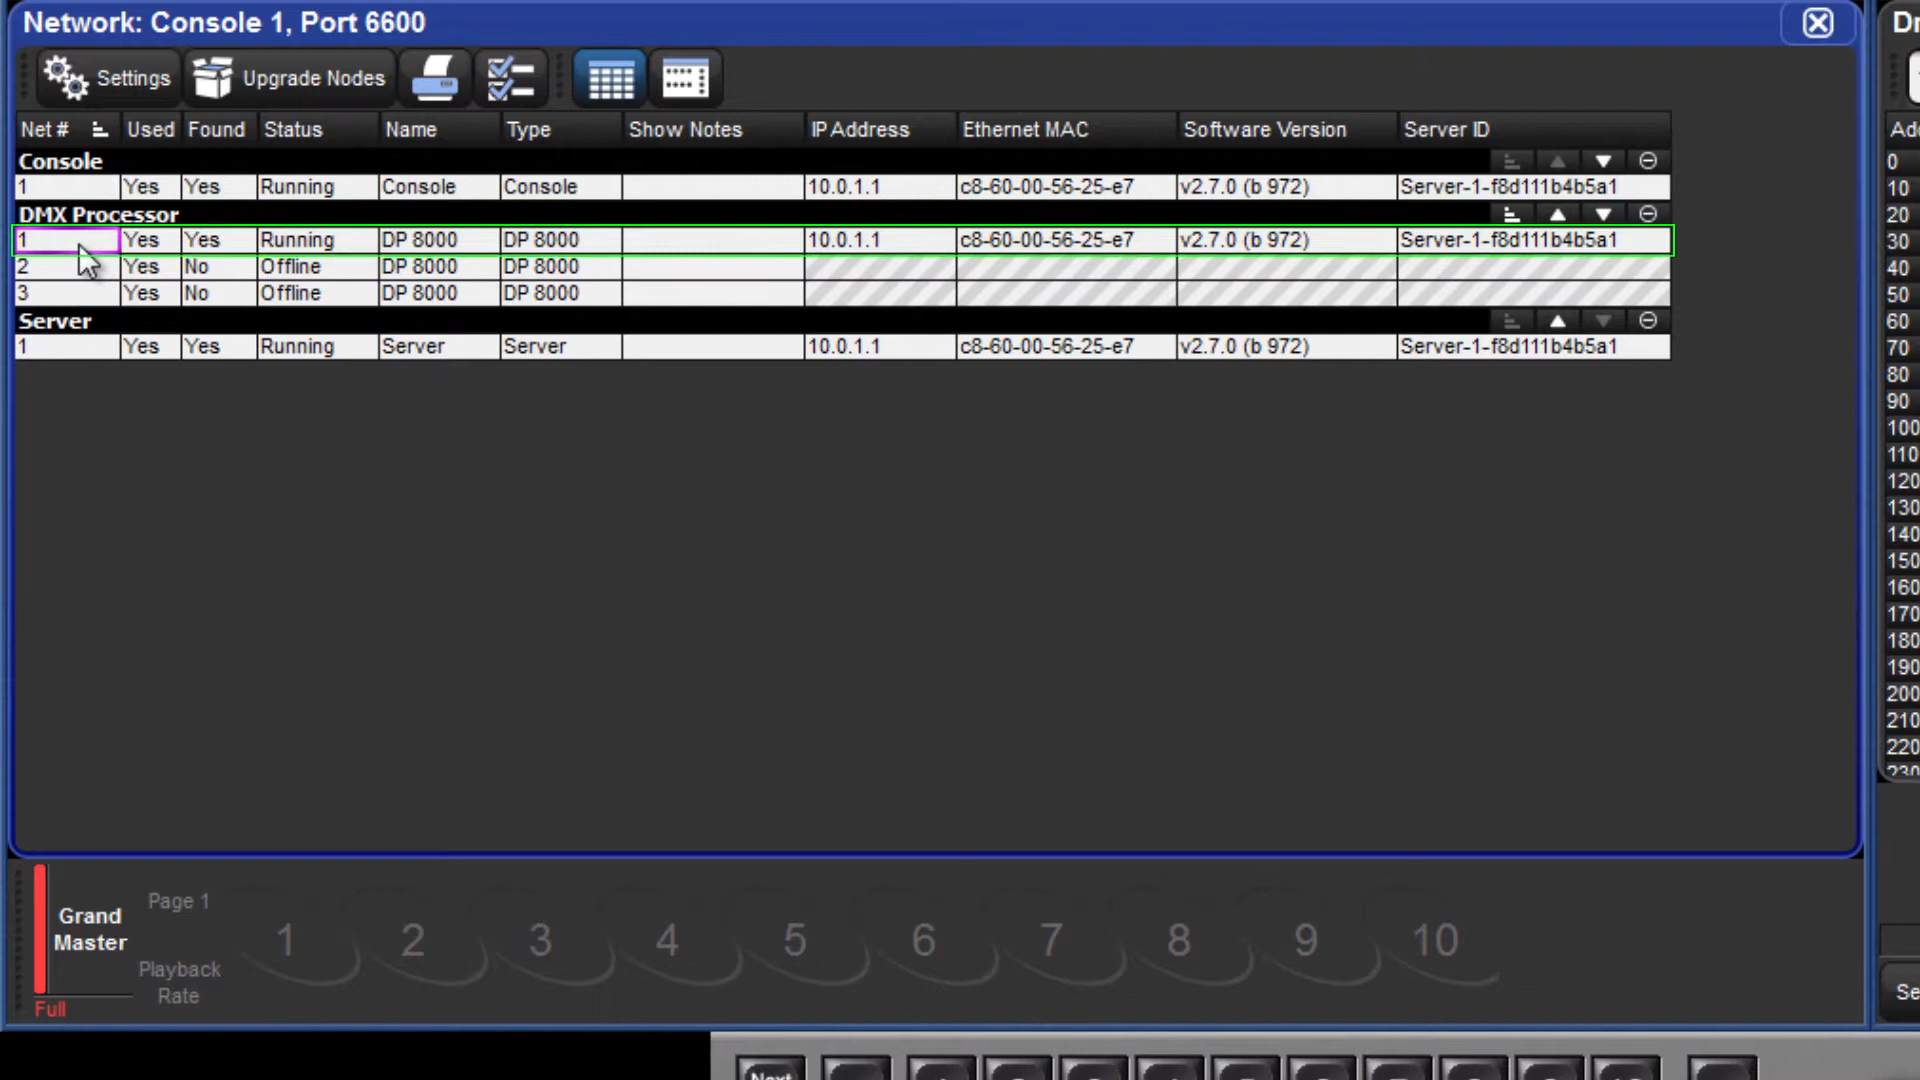 Network: Console 1, Port 6600
Settings Upgrade Nodes
Net # Used Found Status Name Type Show Notes IP Address Ethernet MAC Software Version Server ID
Console
1 Yes Yes Running Console Console 10.0.1.1 c8-60-00-56-25-e7 v2.7.0 (b 972) Server-1-f8d111b4b5a1
DMX Processor
1 Yes Yes Running DP 8000 DP 8000 10.0.1.1 c8-60-00-56-25-e7 v2.7.0 (b 972) Server-1-f8d111b4b5a1
2 Yes No Offline DP 8000 DP 8000
3 Yes No Offline DP 8000 DP 8000
Server
1 Yes Yes Running Server Server 10.0.1.1 c8-60-00-56-25-e7 v2.7.0 (b 972) Server-1-f8d111b4b5a1
0
10
20
30
40
50
60
70
80
90
100
110
120
130
140
150
160
170
180
190
200
210
220
230
Grand
Master
Full
Page 1
Playback
Rate
1 2 3 4 5 6 7 8 9 10
Next